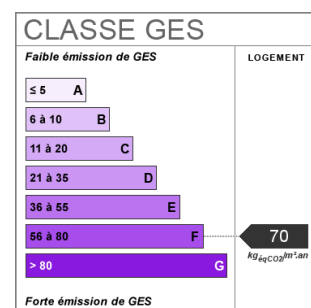 CLASSE GES
Faible émission de GES
LOGEMENT
≤ 5 A
6 à 10 B
11 à 20 C
21 à 35 D
36 à 55 E
56 à 80 F
70
kgéqCO2/m².an
> 80 G
Forte émission de GES